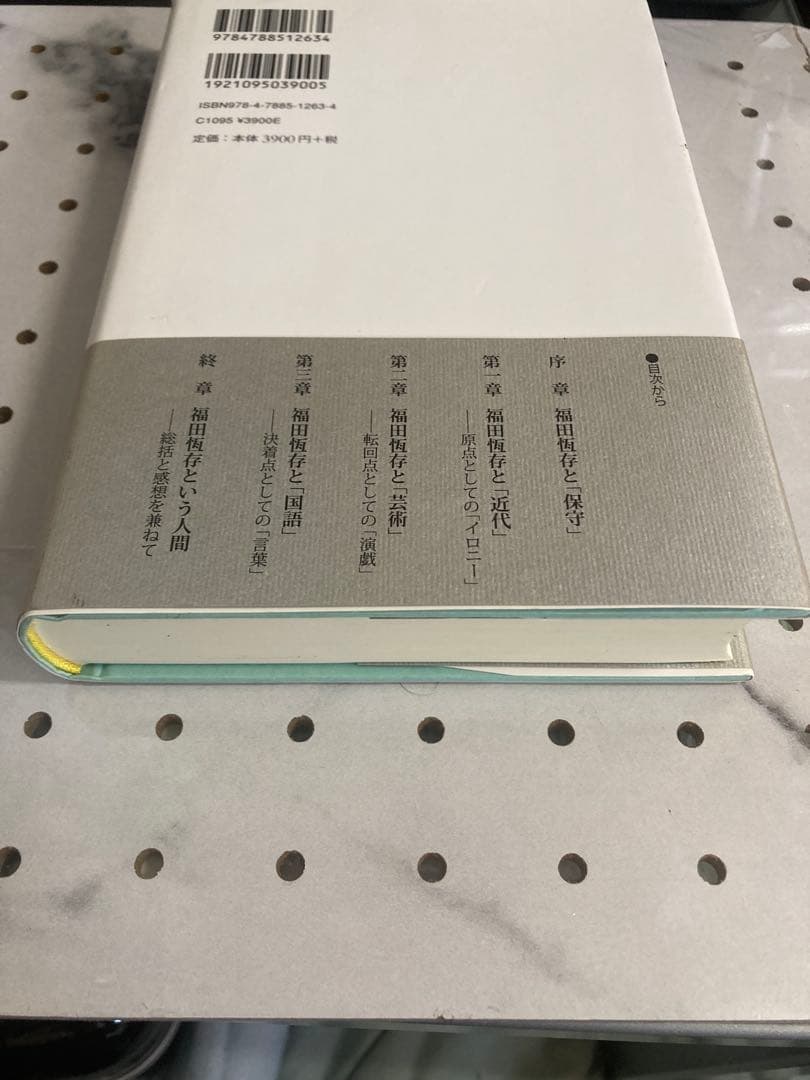 9784788512634
1921095039005
ISBN978-4-7885-1263-4
C1095 ¥3900E
定価：本体 3900円+税
●目次から
序　章　福田恆存と「保守」
第一章　福田恆存と「近代」
――原点としての「イロニー」
第二章　福田恆存と「芸術」
――転回点としての「演戯」
第三章　福田恆存と「国語」
――決着点としての「言葉」
終　章　福田恆存という人間
――総括と感想を兼ねて